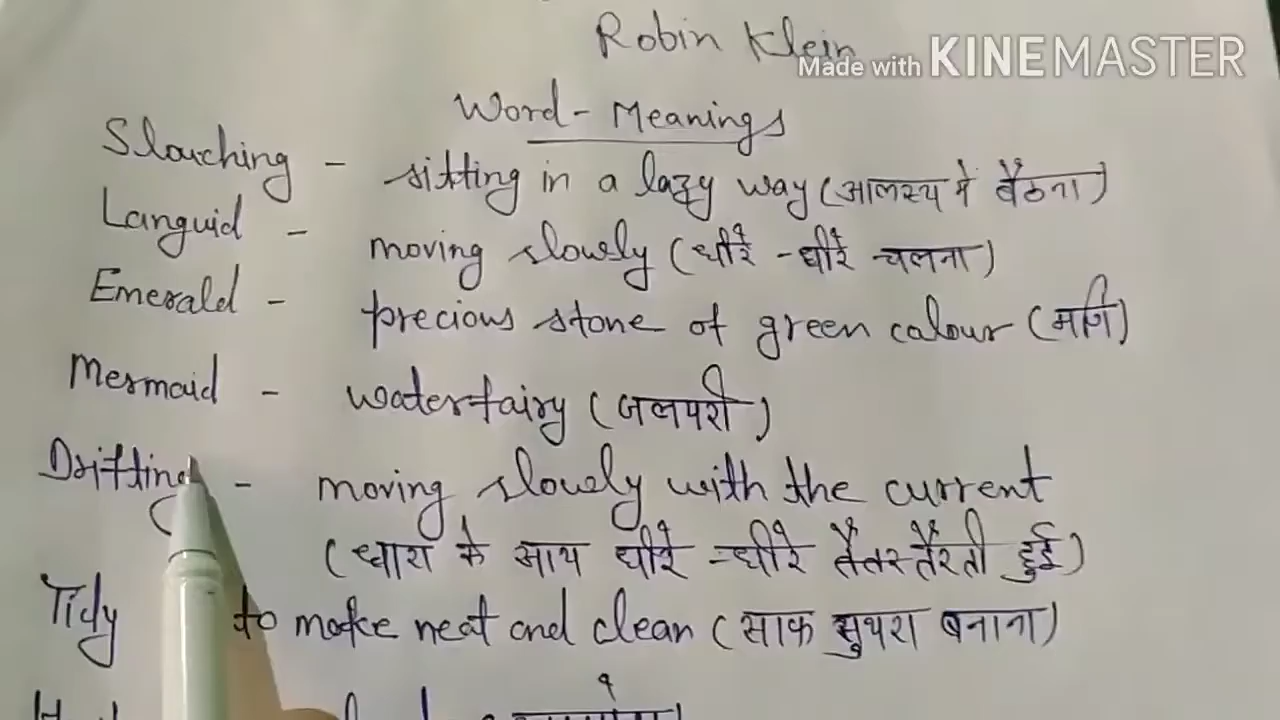 Robin Klein
Made with KINEMASTER
Word-Meanings
Slouching - sitting in a lazy way (आलस्य में बैठना)
Languid - moving slowly (धीरे-धीरे चलना)
Emerald - precious stone of green calour (मणि)
Mermaid - waterfairy (जलपरी)
Drifting - moving slowly with the current
(धारा के साथ धीरे-धीरे तैरती हुई)
Tidy to make neat and clean (साफ सुथरा बनाना)